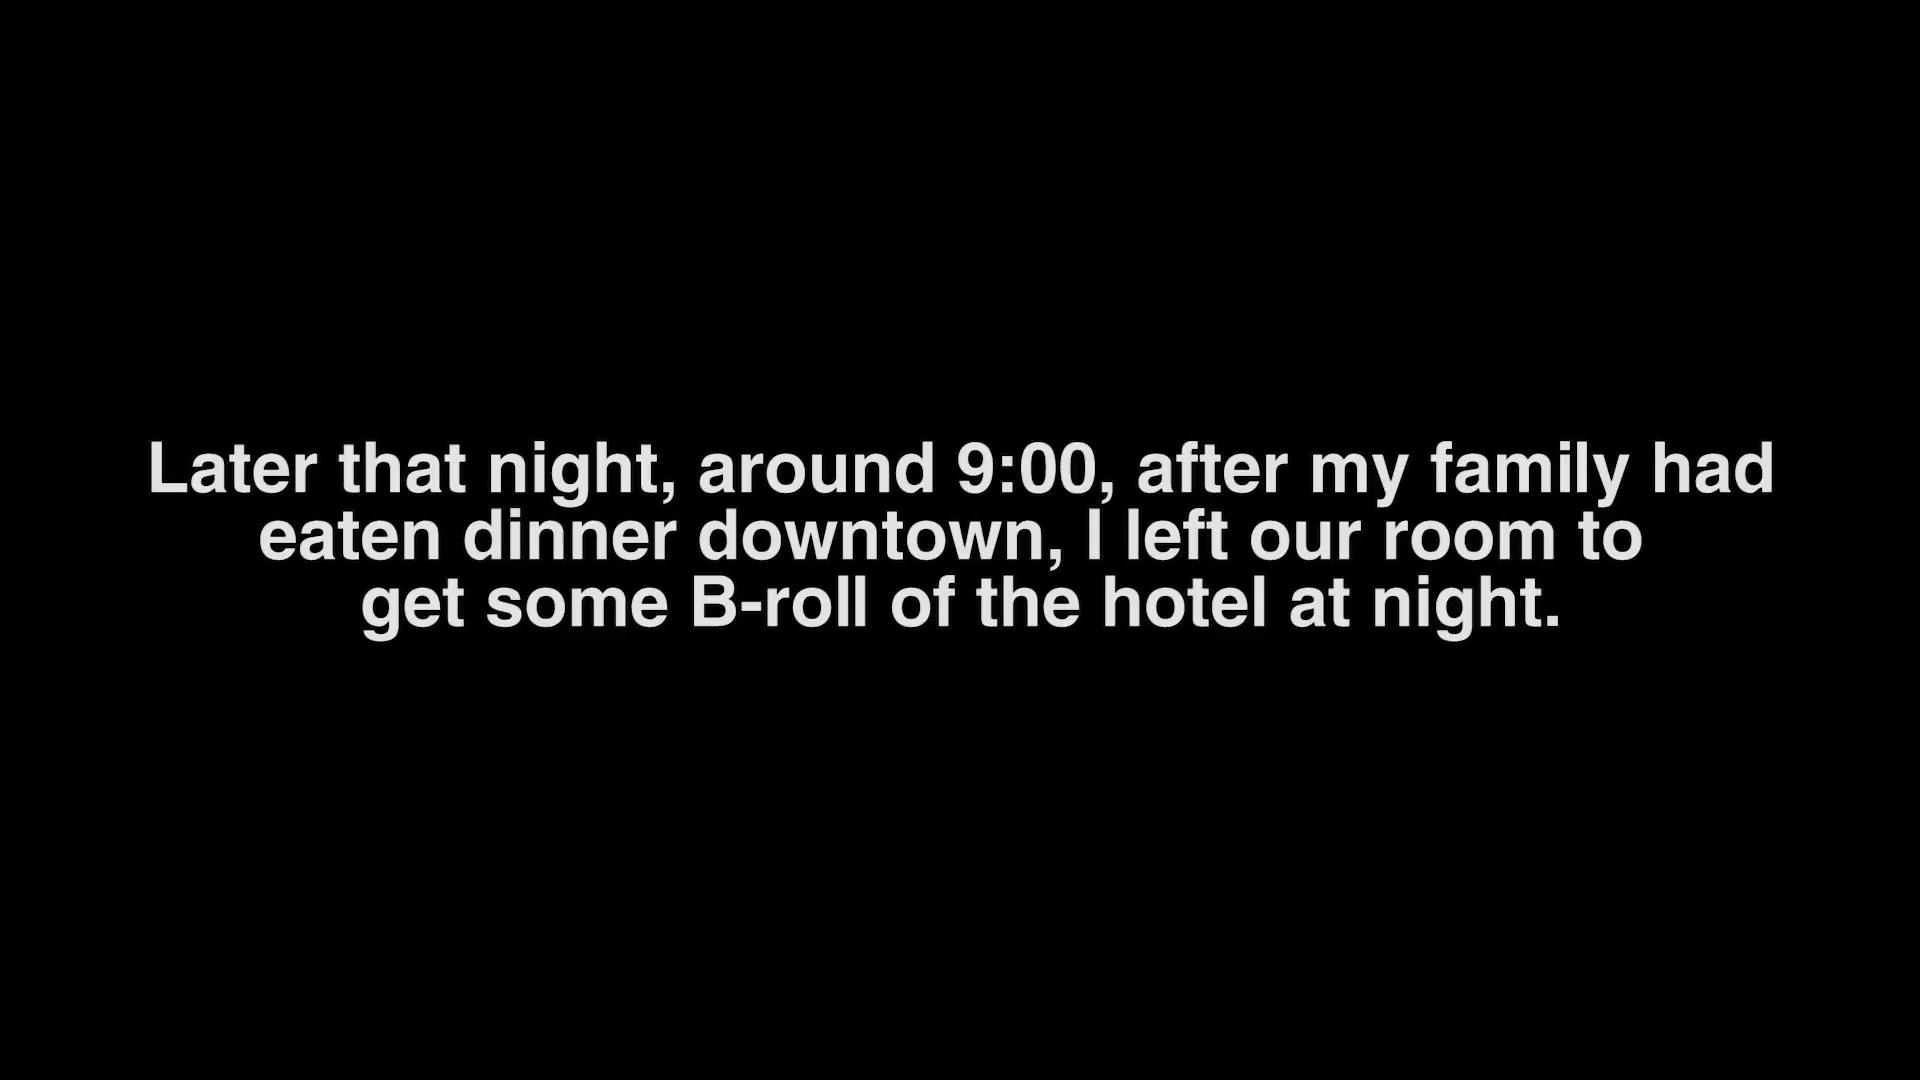 Later that night, around 9:00, after my family had
eaten dinner downtown, I left our room to
get some B-roll of the hotel at night.